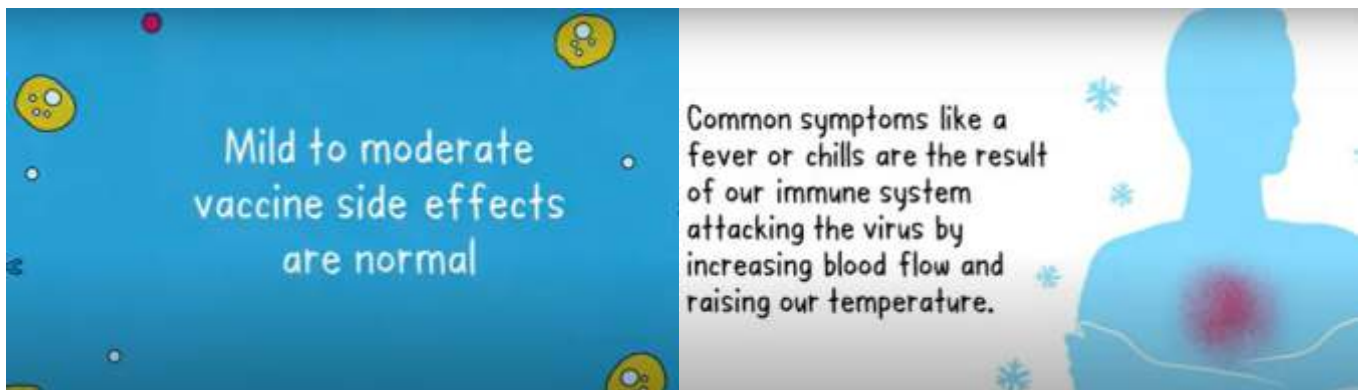 Mild to moderate
vaccine side effects
are normal
Common symptoms like a
fever or chills are the result
of our immune system
attacking the virus by
increasing blood flow and
raising our temperature.